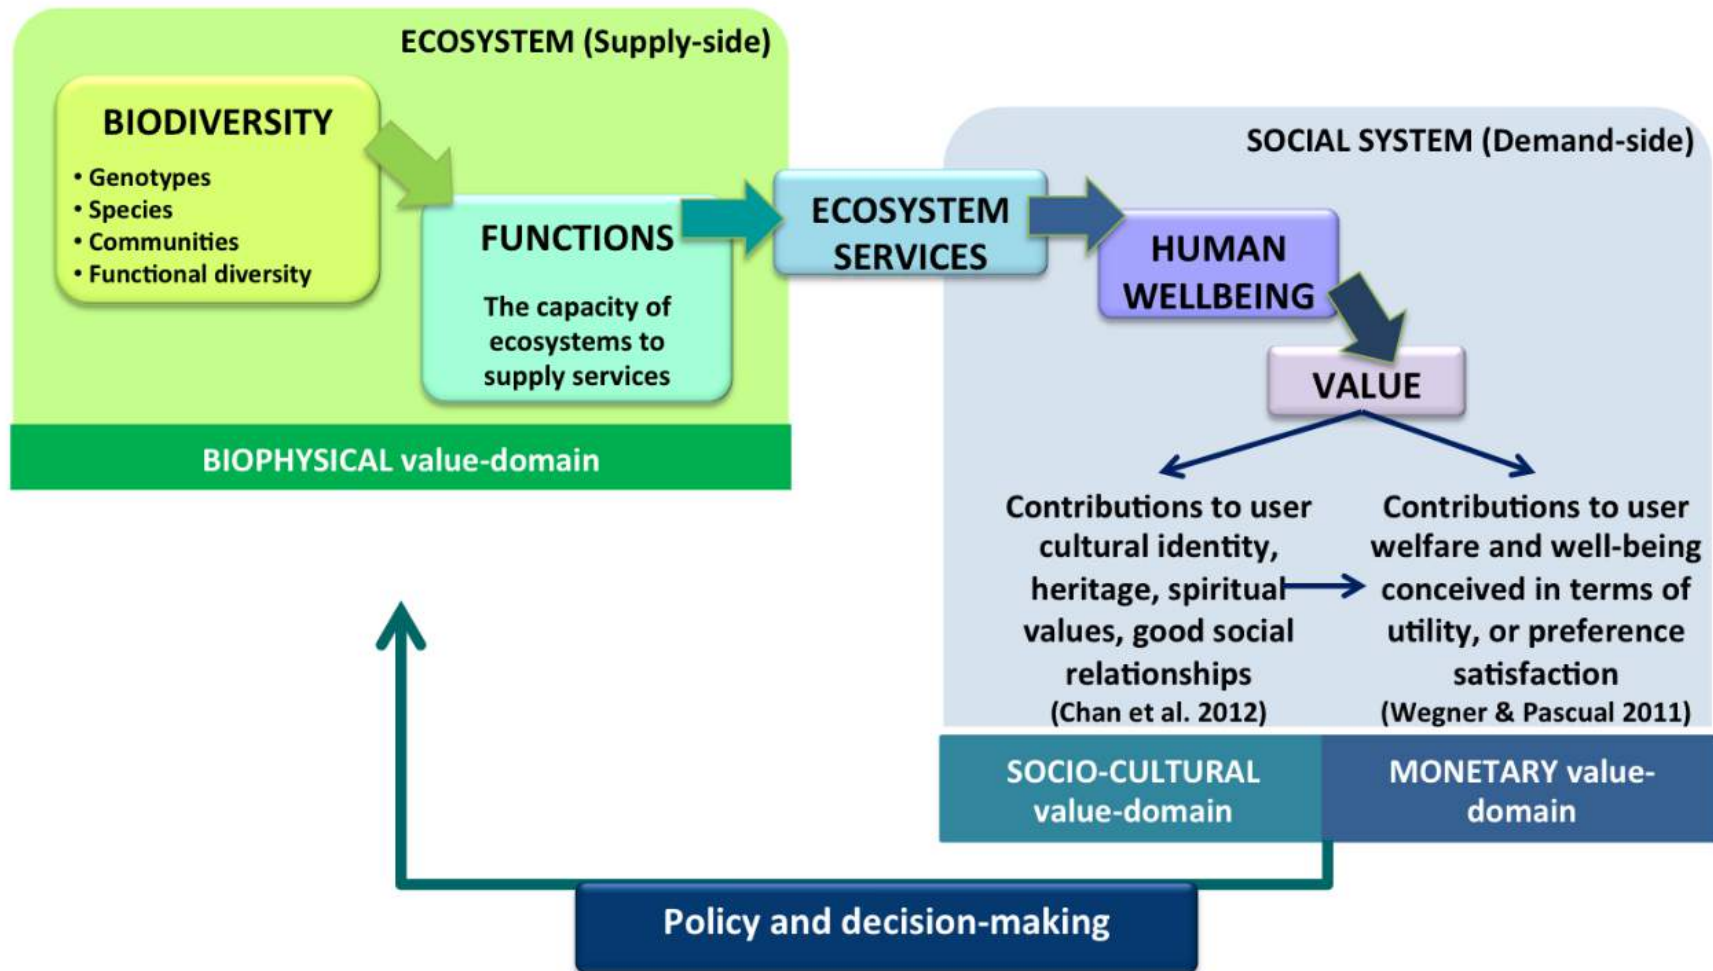 ECOSYSTEM (Supply-side)
BIODIVERSITY
• Genotypes
• Species
• Communities
• Functional diversity
FUNCTIONS
The capacity of
ecosystems to
supply services
BIOPHYSICAL value-domain
ECOSYSTEM
SERVICES
SOCIAL SYSTEM (Demand-side)
HUMAN
WELLBEING
VALUE
Contributions to user
cultural identity,
heritage, spiritual
values, good social
relationships
(Chan et al. 2012)
Contributions to user
welfare and well-being
conceived in terms of
utility, or preference
satisfaction
(Wegner & Pascual 2011)
SOCIO-CULTURAL
value-domain
MONETARY value-
domain
Policy and decision-making